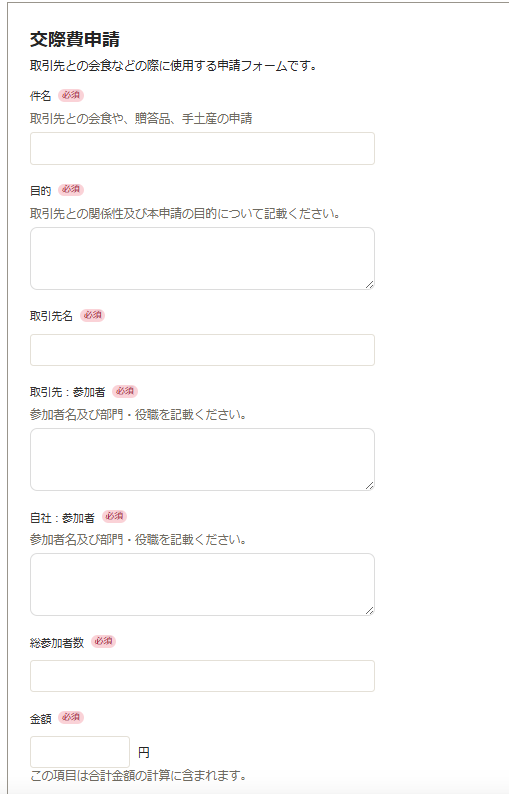 交際費申請
取引先との会食などの際に使用する申請フォームです。
件名 必須
取引先との会食や、贈答品、手土産の申請
目的 必須
取引先との関係性及び本申請の目的について記載ください。
取引先名 必須
取引先：参加者 必須
参加者名及び部門・役職を記載ください。
自社：参加者 必須
参加者名及び部門・役職を記載ください。
総参加者数 必須
金額 必須
円
この項目は合計金額の計算に含まれます。